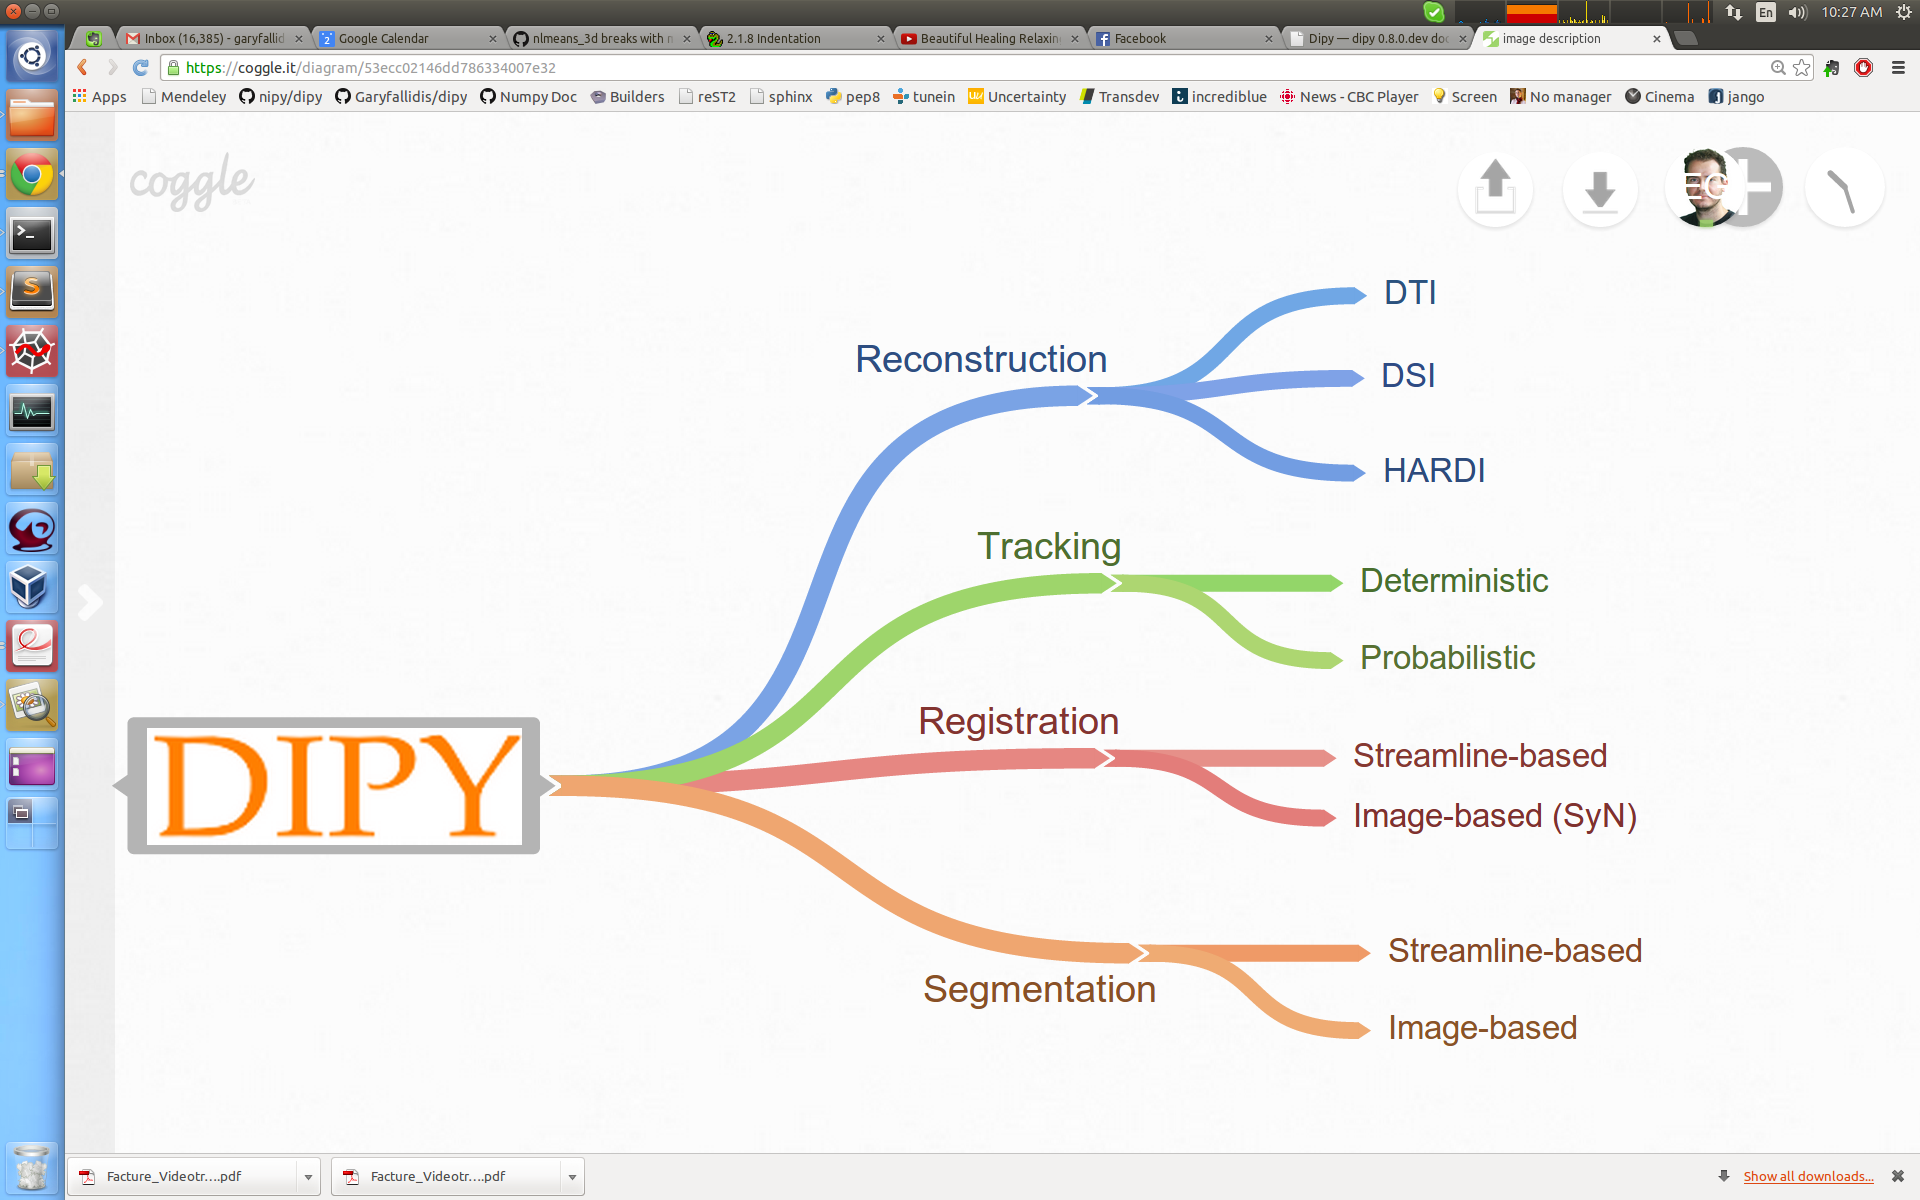 En
10:27 AM
Inbox (16,385) - garyfallid
Google Calendar
nlmeans_3d breaks with n
2.1.8 Indentation
Beautiful Healing Relaxin
Facebook
Dipy — dipy 0.8.0.dev doc
image description
https://coggle.it/diagram/53ecc02146dd786334007e32
Apps
Mendeley
nipy/dipy
Garyfallidis/dipy
Numpy Doc
Builders
reST2
sphinx
pep8
tunein
Uncertainty
Transdev
incrediblue
News - CBC Player
Screen
No manager
Cinema
jango
coggle
DTI
Reconstruction
DSI
HARDI
Tracking
Deterministic
Probabilistic
Registration
Streamline-based
DIPY
Image-based (SyN)
Streamline-based
Segmentation
Image-based
Facture_Videotr....pdf
Facture_Videotr....pdf
Show all downloads...